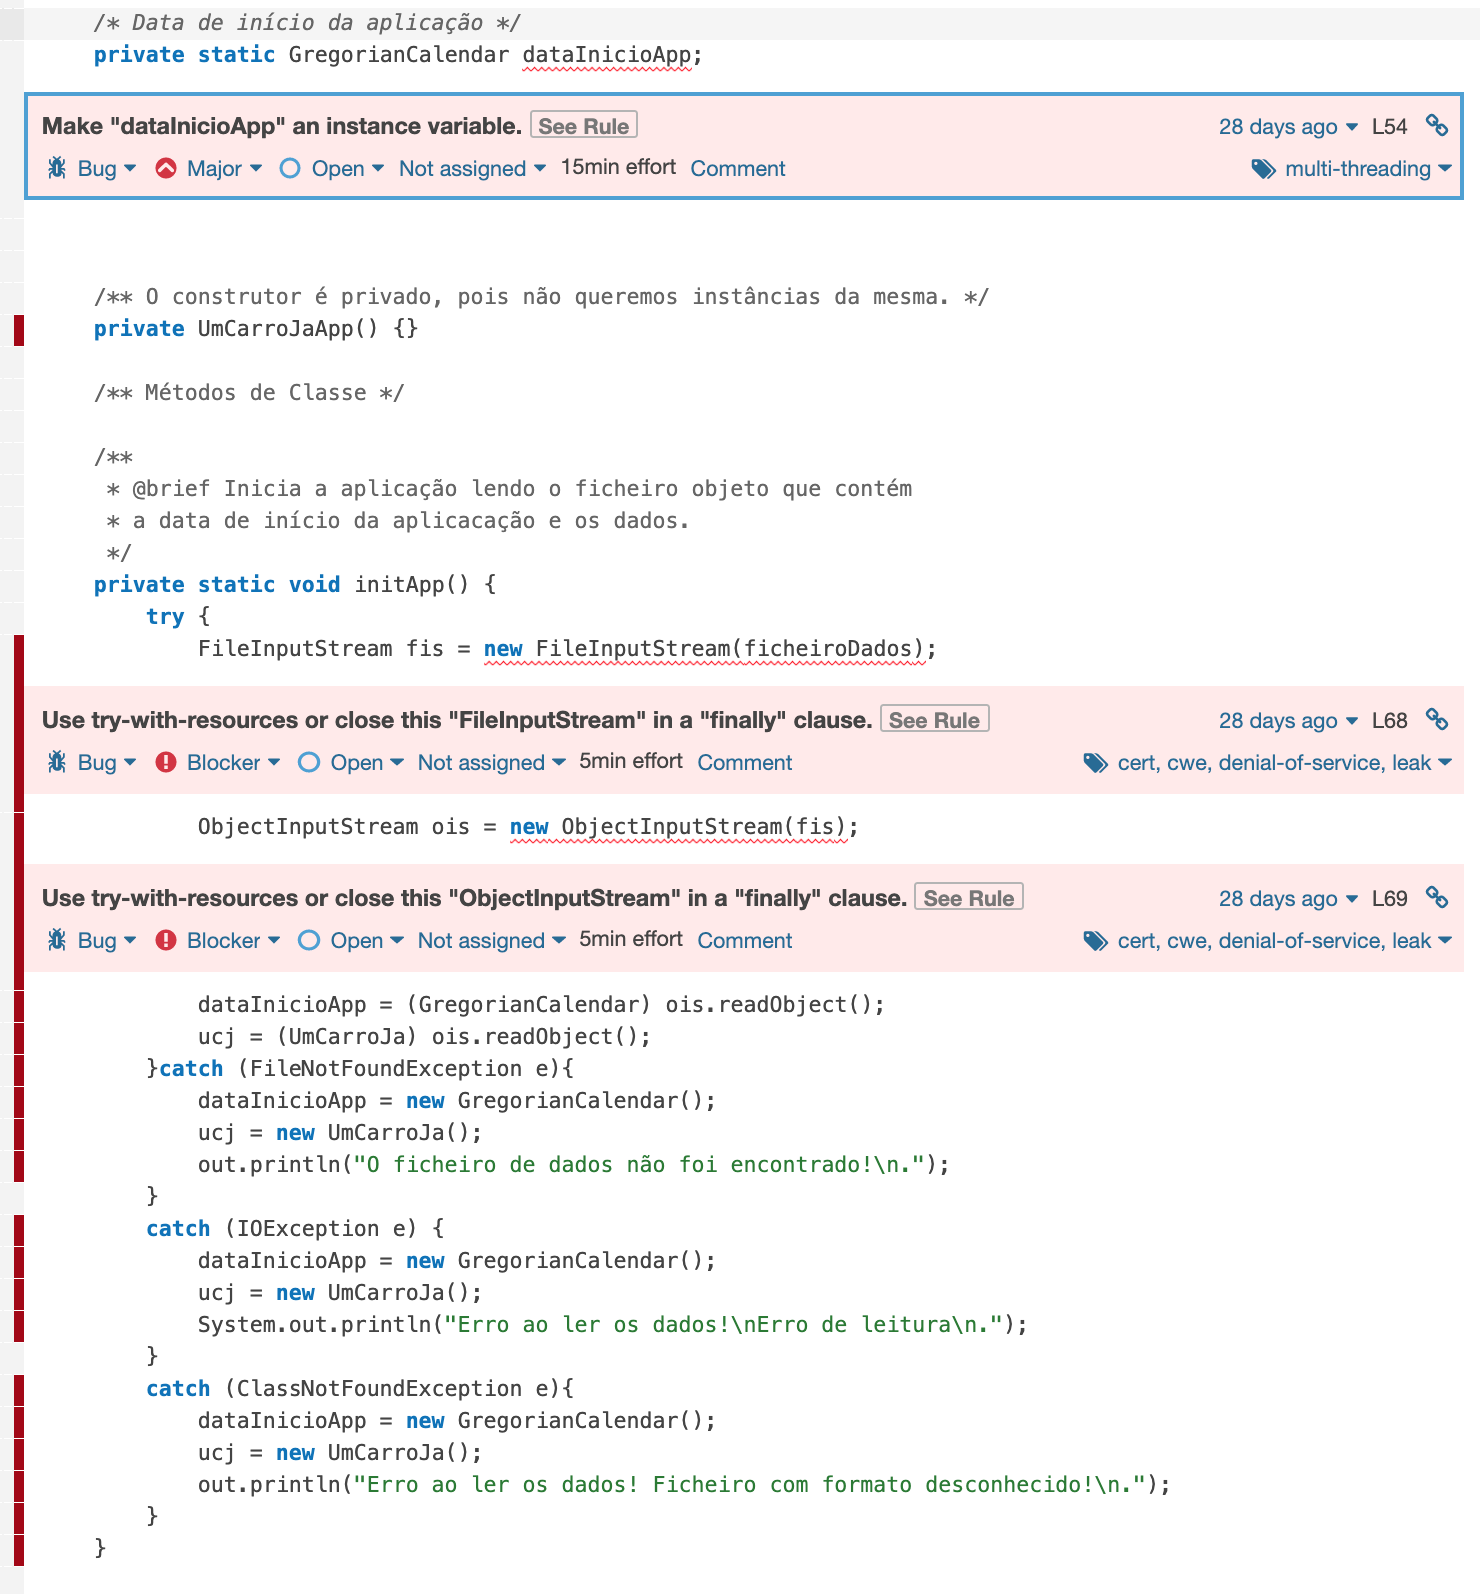 /* Data de início da aplicação */
private static GregorianCalendar dataInicioApp;
Make "dataInicioApp" an instance variable. See Rule 28 days ago L54
Bug Major Open Not assigned 15min effort Comment multi-threading
/** O construtor é privado, pois não queremos instâncias da mesma. */
private UmCarroJaApp() {}
/** Métodos de Classe */
/**
* @brief Inicia a aplicação lendo o ficheiro objeto que contém
* a data de início da aplicacação e os dados.
*/
private static void initApp() {
try {
FileInputStream fis = new FileInputStream(ficheiroDados);
Use try-with-resources or close this "FileInputStream" in a "finally" clause. See Rule 28 days ago L68
Bug Blocker Open Not assigned 5min effort Comment cert, cwe, denial-of-service, leak
ObjectInputStream ois = new ObjectInputStream(fis);
Use try-with-resources or close this "ObjectInputStream" in a "finally" clause. See Rule 28 days ago L69
Bug Blocker Open Not assigned 5min effort Comment cert, cwe, denial-of-service, leak
dataInicioApp = (GregorianCalendar) ois.readObject();
ucj = (UmCarroJa) ois.readObject();
}catch (FileNotFoundException e){
dataInicioApp = new GregorianCalendar();
ucj = new UmCarroJa();
out.println("O ficheiro de dados não foi encontrado!\n.");
}
catch (IOException e) {
dataInicioApp = new GregorianCalendar();
ucj = new UmCarroJa();
System.out.println("Erro ao ler os dados!\nErro de leitura\n.");
}
catch (ClassNotFoundException e){
dataInicioApp = new GregorianCalendar();
ucj = new UmCarroJa();
out.println("Erro ao ler os dados! Ficheiro com formato desconhecido!\n.");
}
}